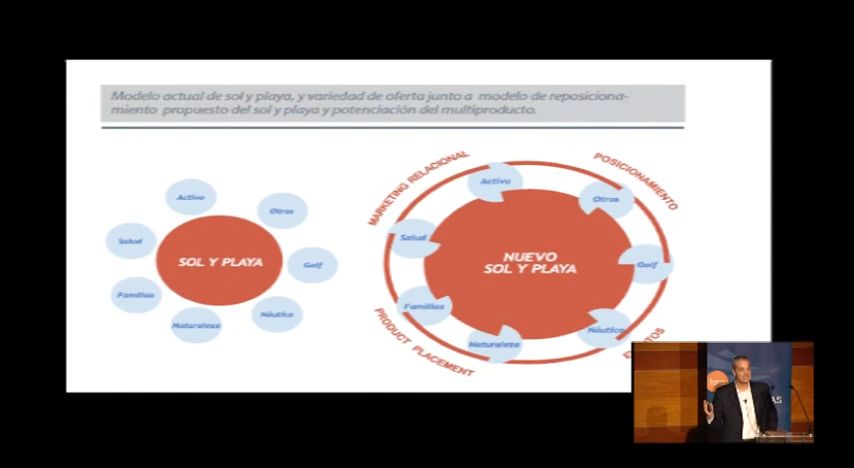 Modelo actual de sol y playa, y variedad de oferta junto a modelo de reposiciona-
miento propuesto del sol y playa y potenciación del multiproducto.
Activo
Otros
Salud
SOL Y PLAYA
Golf
Familias
Náutico
Naturaleza
MARKETING RELACIONAL
POSICIONAMIENTO
Activo
Otros
Salud
NUEVO
SOL Y PLAYA
Golf
Familias
Náutico
Naturaleza
PRODUCT PLACEMENT